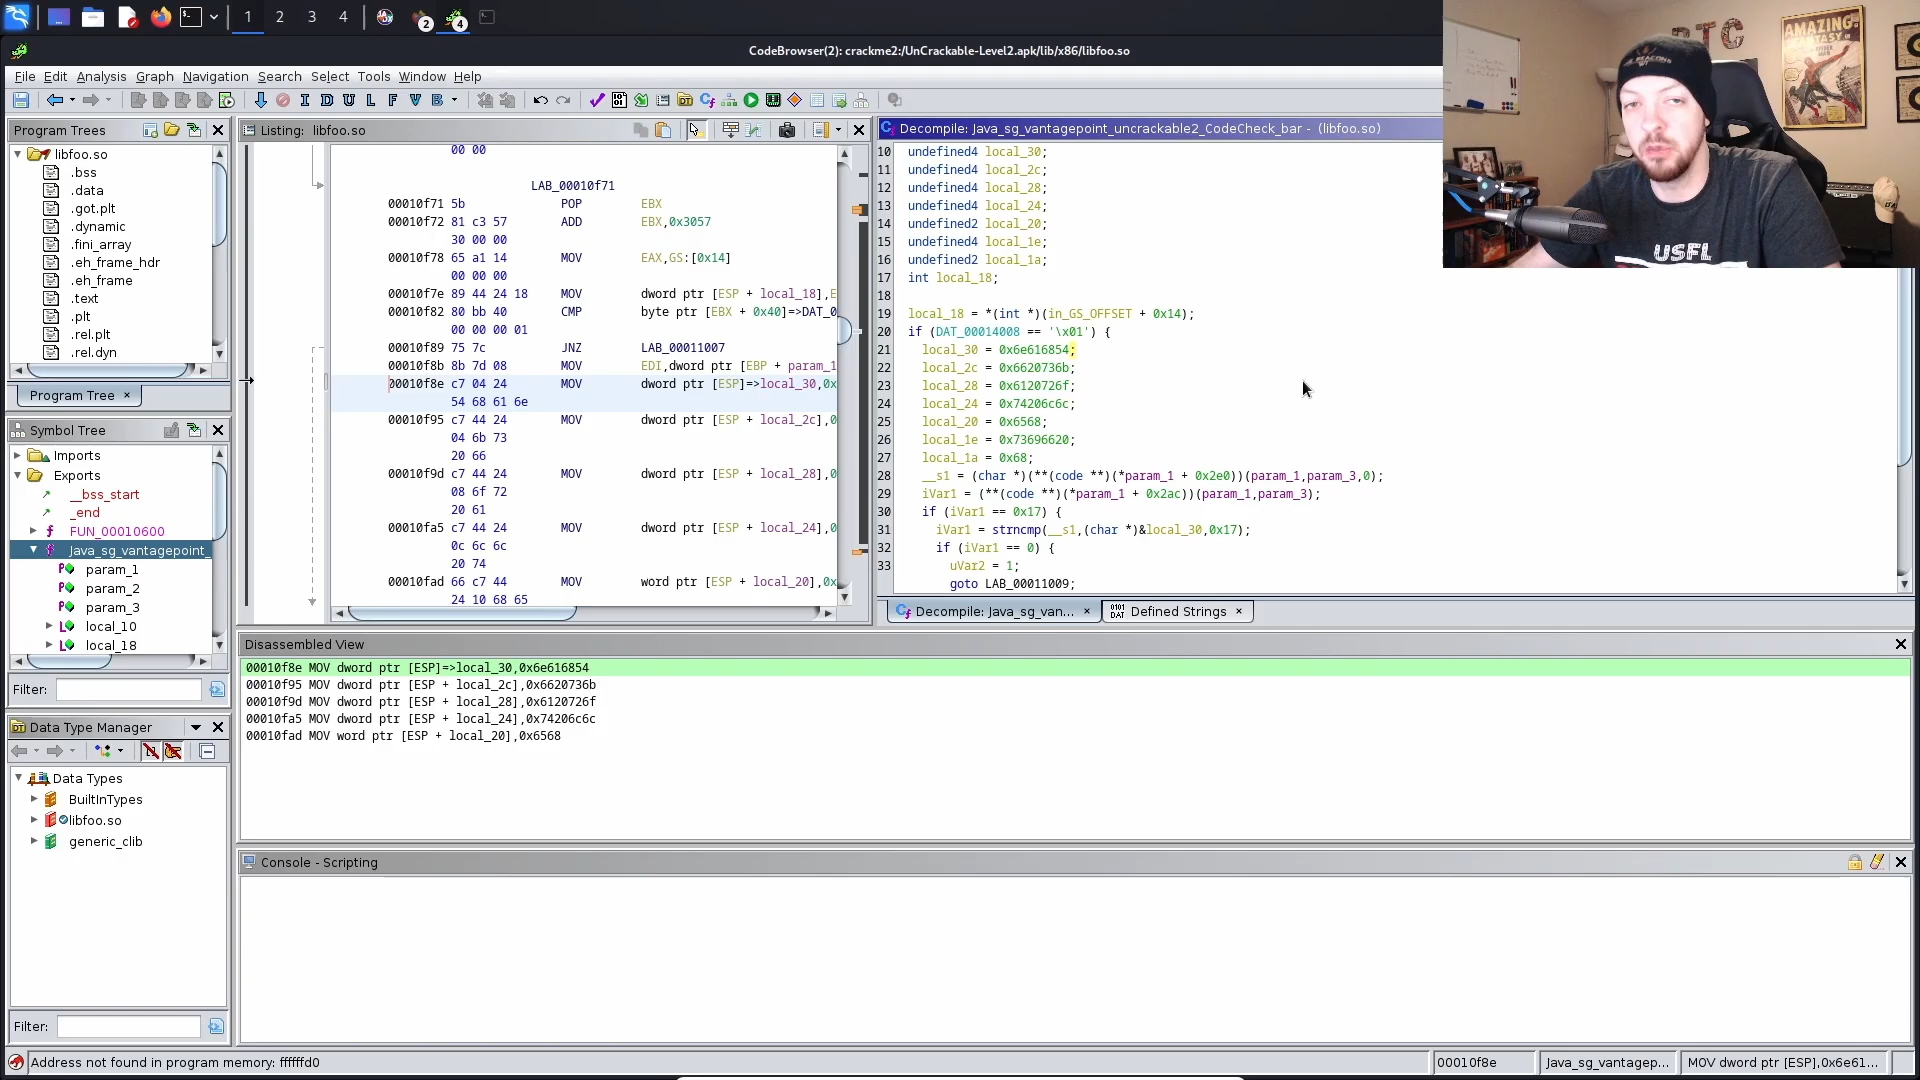 1 2 3 4 2 4
CodeBrowser(2): crackme2:/UnCrackable-Level2.apk/lib/x86/libfoo.so
File Edit Analysis Graph Navigation Search Select Tools Window Help
I D U L F V B
Program Trees
libfoo.so
.bss
.data
.got.plt
.dynamic
.fini_array
.eh_frame_hdr
.eh_frame
.text
.plt
.rel.plt
.rel.dyn
Program Tree ×
Symbol Tree
Imports
Exports
__bss_start
_end
FUN_00010600
Java_sg_vantagepoint_
param_1
param_2
param_3
local_10
local_18
Filter:
Data Type Manager
Data Types
BuiltInTypes
libfoo.so
generic_clib
Filter:
Listing: libfoo.so
00 00
LAB_00010f71
00010f71 5b POP EBX
00010f72 81 c3 57 ADD EBX,0x3057
30 00 00
00010f78 65 a1 14 MOV EAX,GS:[0x14]
00 00 00
00010f7e 89 44 24 18 MOV dword ptr [ESP + local_18],E
00010f82 80 bb 40 CMP byte ptr [EBX + 0x40]=>DAT_0
00 00 00 01
00010f89 75 7c JNZ LAB_00011007
00010f8b 8b 7d 08 MOV EDI,dword ptr [EBP + param_1
00010f8e c7 04 24 MOV dword ptr [ESP]=>local_30,0x
54 68 61 6e
00010f95 c7 44 24 MOV dword ptr [ESP + local_2c],0
04 6b 73
20 66
00010f9d c7 44 24 MOV dword ptr [ESP + local_28],0
08 6f 72
20 61
00010fa5 c7 44 24 MOV dword ptr [ESP + local_24],0
0c 6c 6c
20 74
00010fad 66 c7 44 MOV word ptr [ESP + local_20],0x
24 10 68 65
Decompile: Java_sg_vantagepoint_uncrackable2_CodeCheck_bar - (libfoo.so)
10 undefined4 local_30;
11 undefined4 local_2c;
12 undefined4 local_28;
13 undefined4 local_24;
14 undefined2 local_20;
15 undefined4 local_1e;
16 undefined2 local_1a;
17 int local_18;
18
19 local_18 = *(int *)(in_GS_OFFSET + 0x14);
20 if (DAT_00014008 == '\x01') {
21 local_30 = 0x6e616854;
22 local_2c = 0x6620736b;
23 local_28 = 0x6120726f;
24 local_24 = 0x74206c6c;
25 local_20 = 0x6568;
26 local_1e = 0x73696620;
27 local_1a = 0x68;
28 __s1 = (char *)(**(code **)(*param_1 + 0x2e0))(param_1,param_3,0);
29 iVar1 = (**(code **)(*param_1 + 0x2ac))(param_1,param_3);
30 if (iVar1 == 0x17) {
31 iVar1 = strncmp(__s1,(char *)&local_30,0x17);
32 if (iVar1 == 0) {
33 uVar2 = 1;
goto LAB_00011009;
Decompile: Java_sg_van... × Defined Strings ×
Disassembled View
00010f8e MOV dword ptr [ESP]=>local_30,0x6e616854
00010f95 MOV dword ptr [ESP + local_2c],0x6620736b
00010f9d MOV dword ptr [ESP + local_28],0x6120726f
00010fa5 MOV dword ptr [ESP + local_24],0x74206c6c
00010fad MOV word ptr [ESP + local_20],0x6568
Console - Scripting
Address not found in program memory: ffffffd0
00010f8e
Java_sg_vantagep...
MOV dword ptr [ESP],0x6e61...
AMAZING
FANTASY
USFL